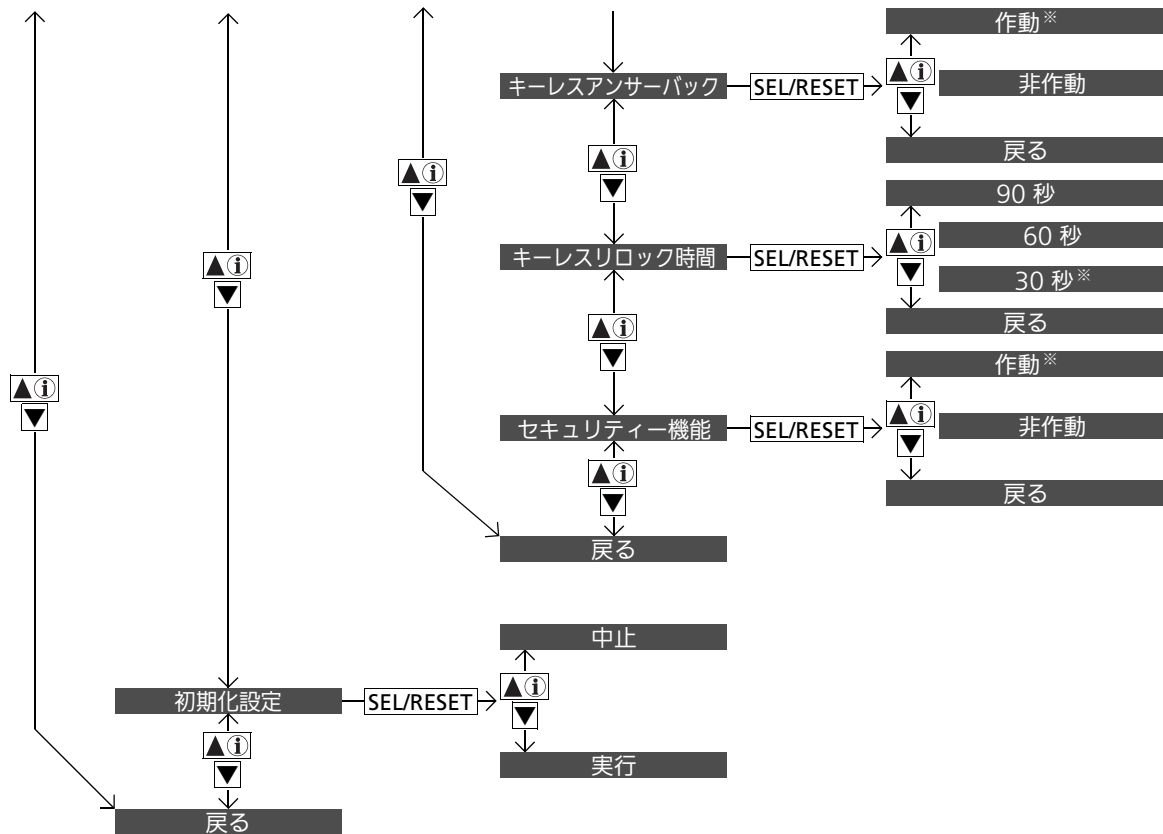 作動※
キーレスアンサーバック
SEL/RESET
▲ⓘ
▼
非作動
戻る
▲ⓘ
▼
▲ⓘ
▼
90 秒
キーレスリロック時間
SEL/RESET
▲ⓘ
▼
60 秒
30 秒※
戻る
▲ⓘ
▼
▲ⓘ
▼
作動※
▲ⓘ
▼
セキュリティー機能
SEL/RESET
▲ⓘ
▼
非作動
戻る
▲ⓘ
▼
戻る
中止
初期化設定
SEL/RESET
▲ⓘ
▼
実行
▲ⓘ
▼
戻る